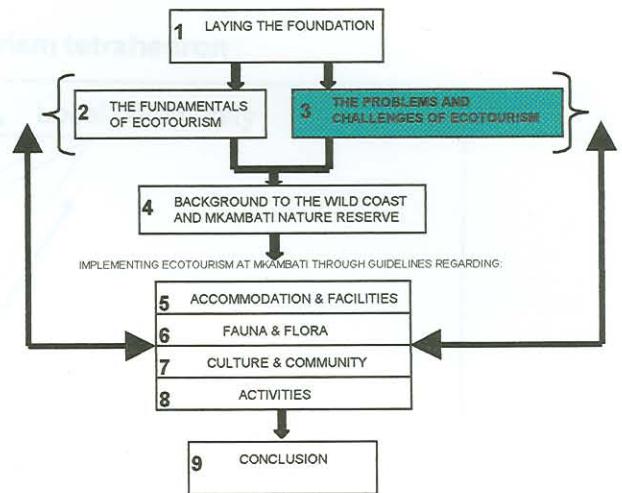 1 LAYING THE FOUNDATION
2 THE FUNDAMENTALS
OF ECOTOURISM
3 THE PROBLEMS AND
CHALLENGES OF ECOTOURISM
4 BACKGROUND TO THE WILD COAST
AND MKAMBATI NATURE RESERVE
IMPLEMENTING ECOTOURISM AT MKAMBATI THROUGH GUIDELINES REGARDING:
5 ACCOMMODATION & FACILITIES
6 FAUNA & FLORA
7 CULTURE & COMMUNITY
8 ACTIVITIES
9 CONCLUSION